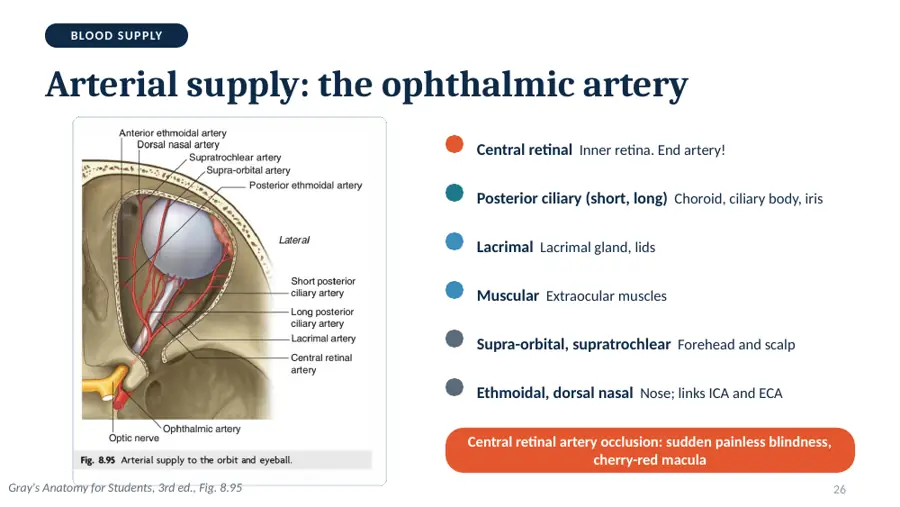 BLOOD SUPPLY
Arterial supply: the ophthalmic artery
Anterior ethmoidal artery
Dorsal nasal artery
Supratrochlear artery
Supra-orbital artery
Posterior ethmoidal artery
Lateral
Short posterior
ciliary artery
Long posterior
ciliary artery
Lacrimal artery
Central retinal
artery
Ophthalmic artery
Optic nerve
Fig. 8.95 Arterial supply to the orbit and eyeball.
Central retinal Inner retina. End artery!
Posterior ciliary (short, long) Choroid, ciliary body, iris
Lacrimal Lacrimal gland, lids
Muscular Extraocular muscles
Supra-orbital, supratrochlear Forehead and scalp
Ethmoidal, dorsal nasal Nose; links ICA and ECA
Central retinal artery occlusion: sudden painless blindness,
cherry-red macula
Gray's Anatomy for Students, 3rd ed., Fig. 8.95
26